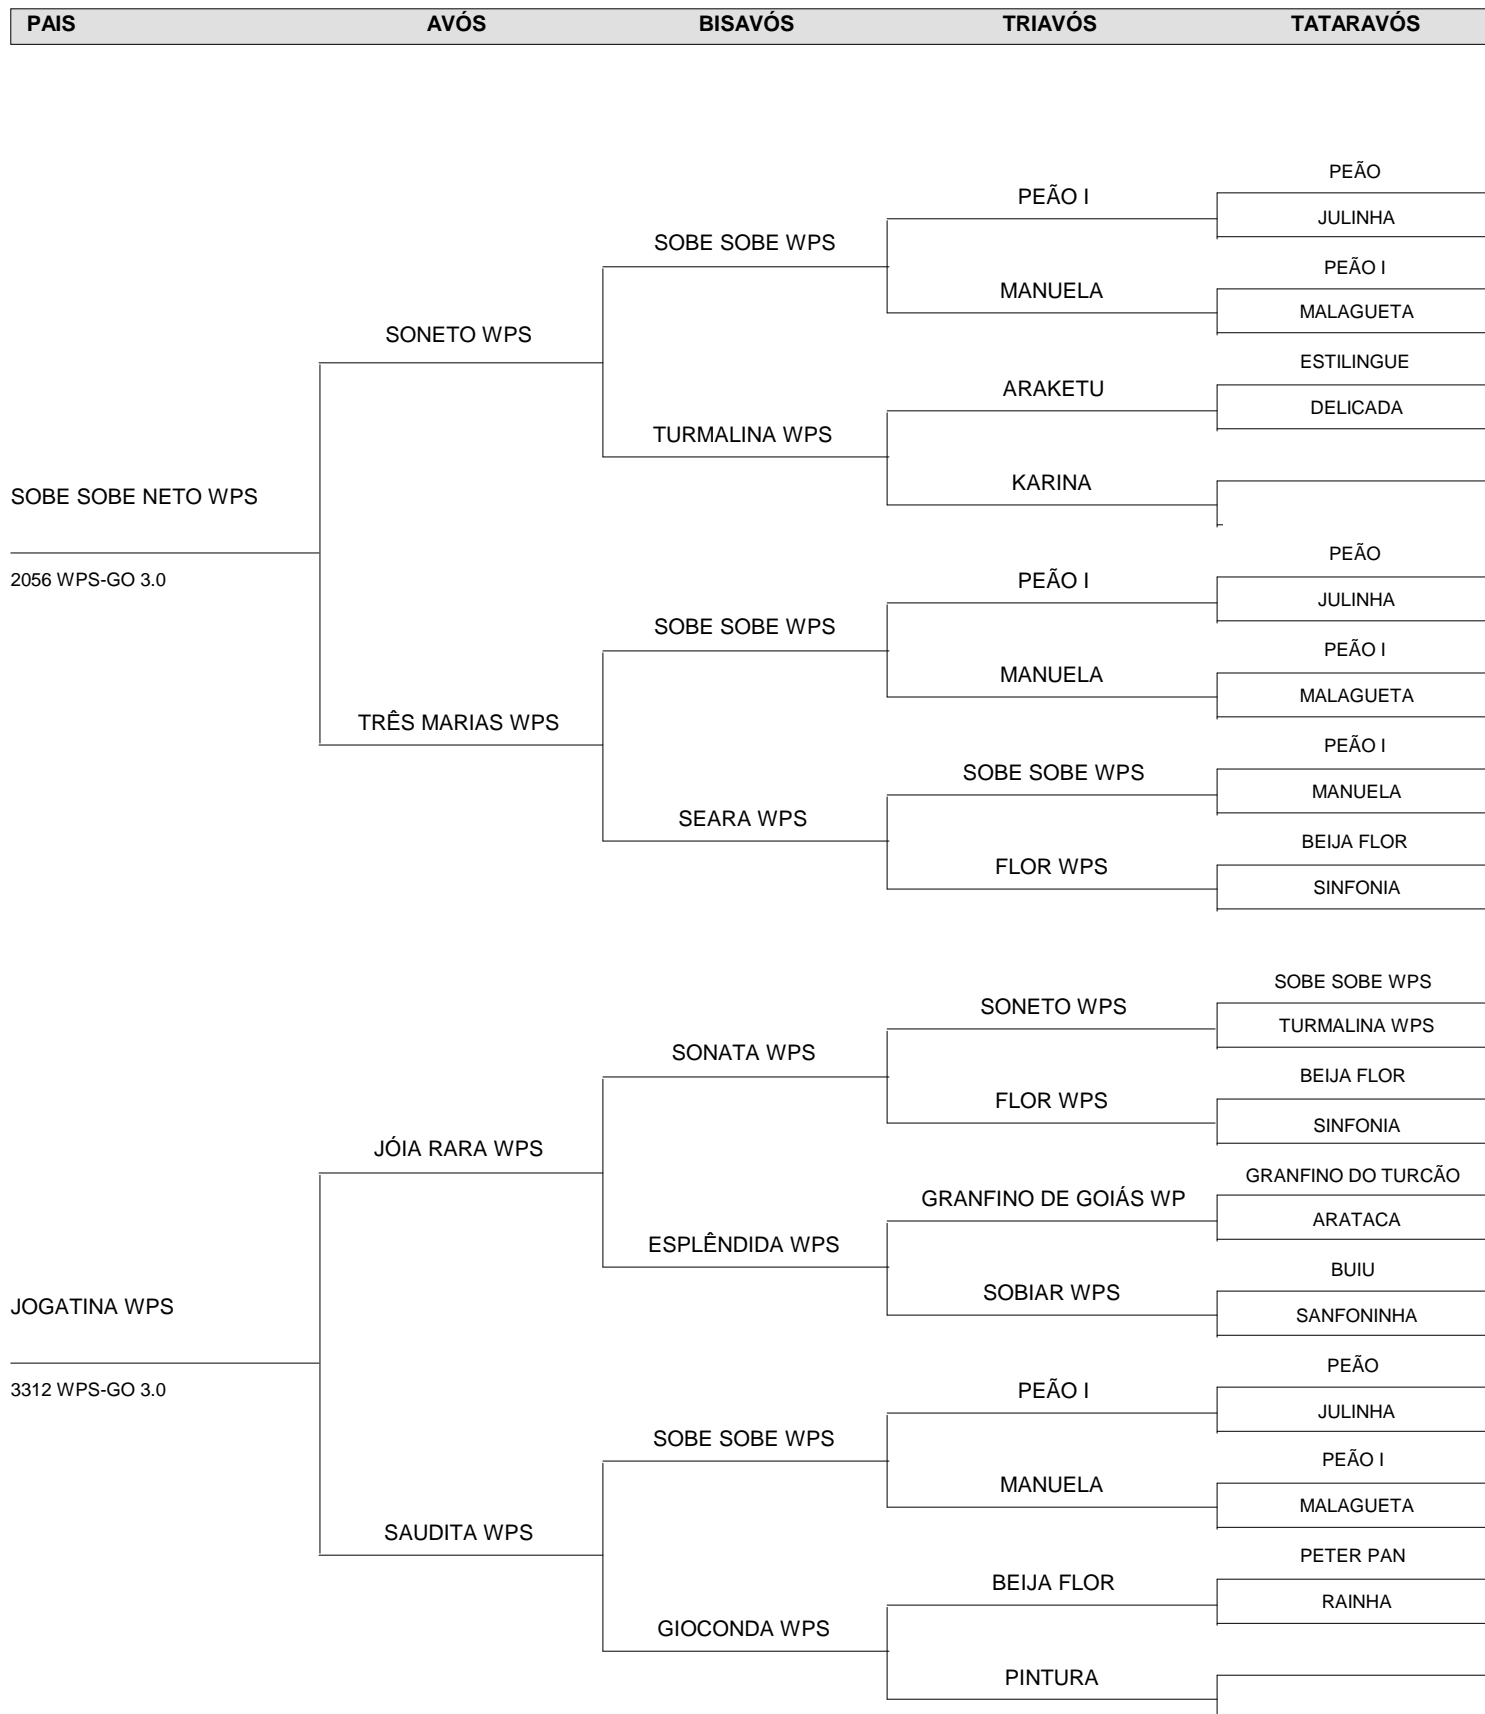 PAIS AVÓS BISAVÓS TRIAVÓS TATARAVÓS
PEÃO
PEÃO I
JULINHA
SOBE SOBE WPS
PEÃO I
MANUELA
MALAGUETA
SONETO WPS
ESTILINGUE
ARAKETU
DELICADA
TURMALINA WPS
KARINA
SOBE SOBE NETO WPS
PEÃO
2056 WPS-GO 3.0
PEÃO I
JULINHA
SOBE SOBE WPS
PEÃO I
MANUELA
MALAGUETA
TRÊS MARIAS WPS
PEÃO I
SOBE SOBE WPS
MANUELA
SEARA WPS
BEIJA FLOR
FLOR WPS
SINFONIA
SOBE SOBE WPS
SONETO WPS
TURMALINA WPS
SONATA WPS
BEIJA FLOR
FLOR WPS
SINFONIA
JÓIA RARA WPS
GRANFINO DO TURCÃO
GRANFINO DE GOIÁS WP
ARATACA
ESPLÊNDIDA WPS
BUIU
SOBIAR WPS
JOGATINA WPS
SANFONINHA
PEÃO
3312 WPS-GO 3.0
PEÃO I
JULINHA
SOBE SOBE WPS
PEÃO I
MANUELA
MALAGUETA
SAUDITA WPS
PETER PAN
BEIJA FLOR
RAINHA
GIOCONDA WPS
PINTURA